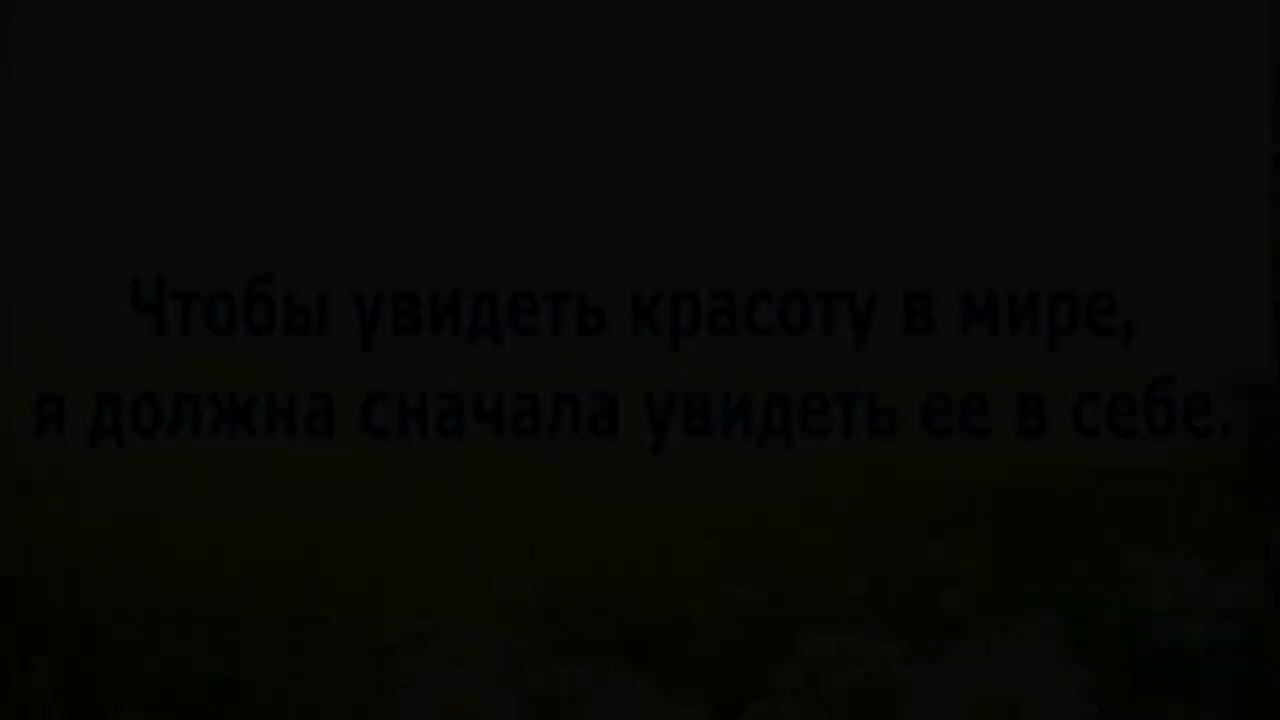 Чтобы увидеть красоту в мире,
я должна сначала увидеть ее в себе.